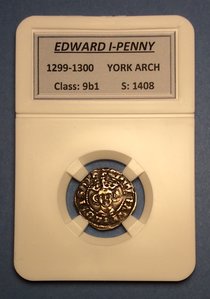 EDWARD I-PENNY
1299-1300 YORK ARCH
Class: 9b1 S: 1408